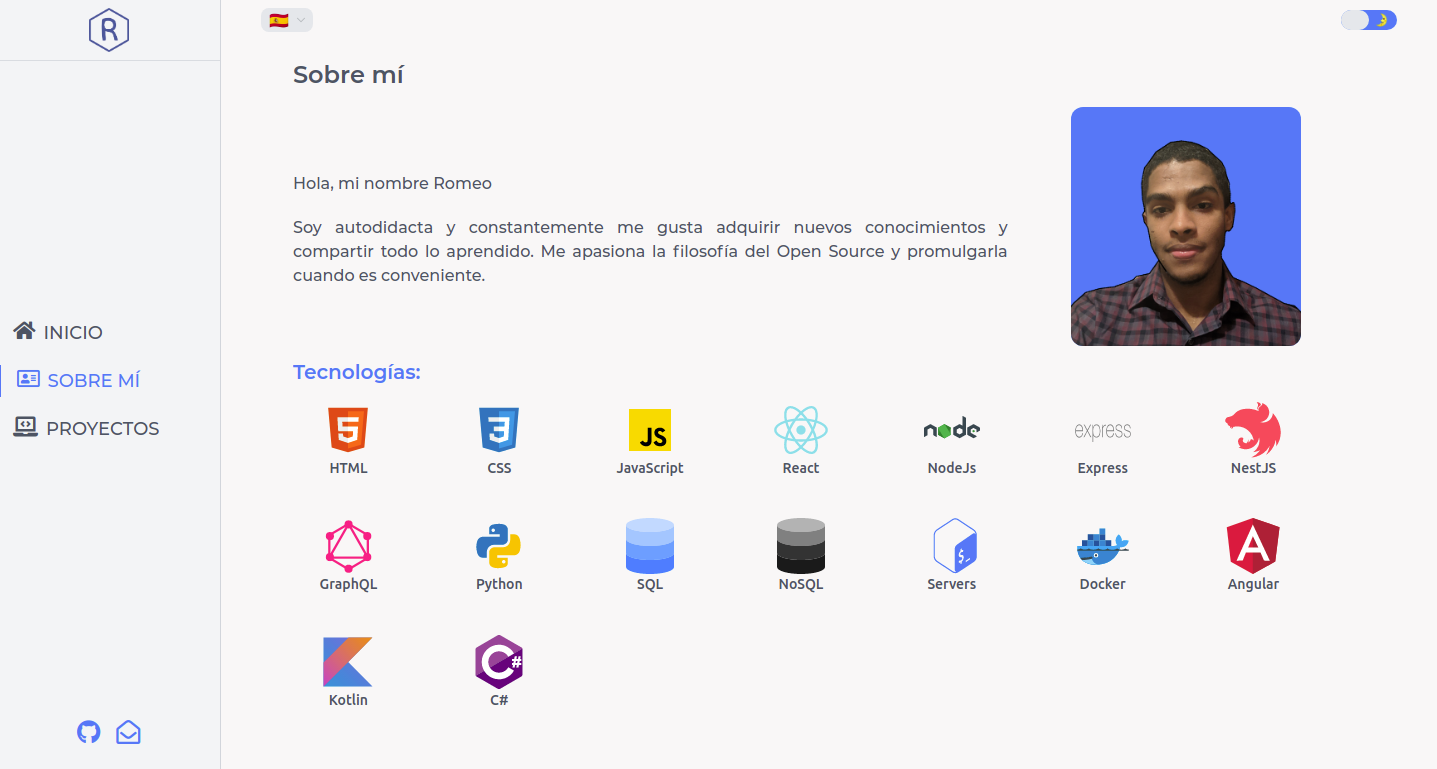 R
Sobre mí
Hola, mi nombre Romeo
Soy autodidacta y constantemente me gusta adquirir nuevos conocimientos y
compartir todo lo aprendido. Me apasiona la filosofía del Open Source y promulgarla
cuando es conveniente.
INICIO
SOBRE MÍ
PROYECTOS
Tecnologías:
5 3 JS node express
HTML CSS JavaScript React NodeJs Express NestJS
$_ A
GraphQL Python SQL NoSQL Servers Docker Angular
C#
Kotlin C#